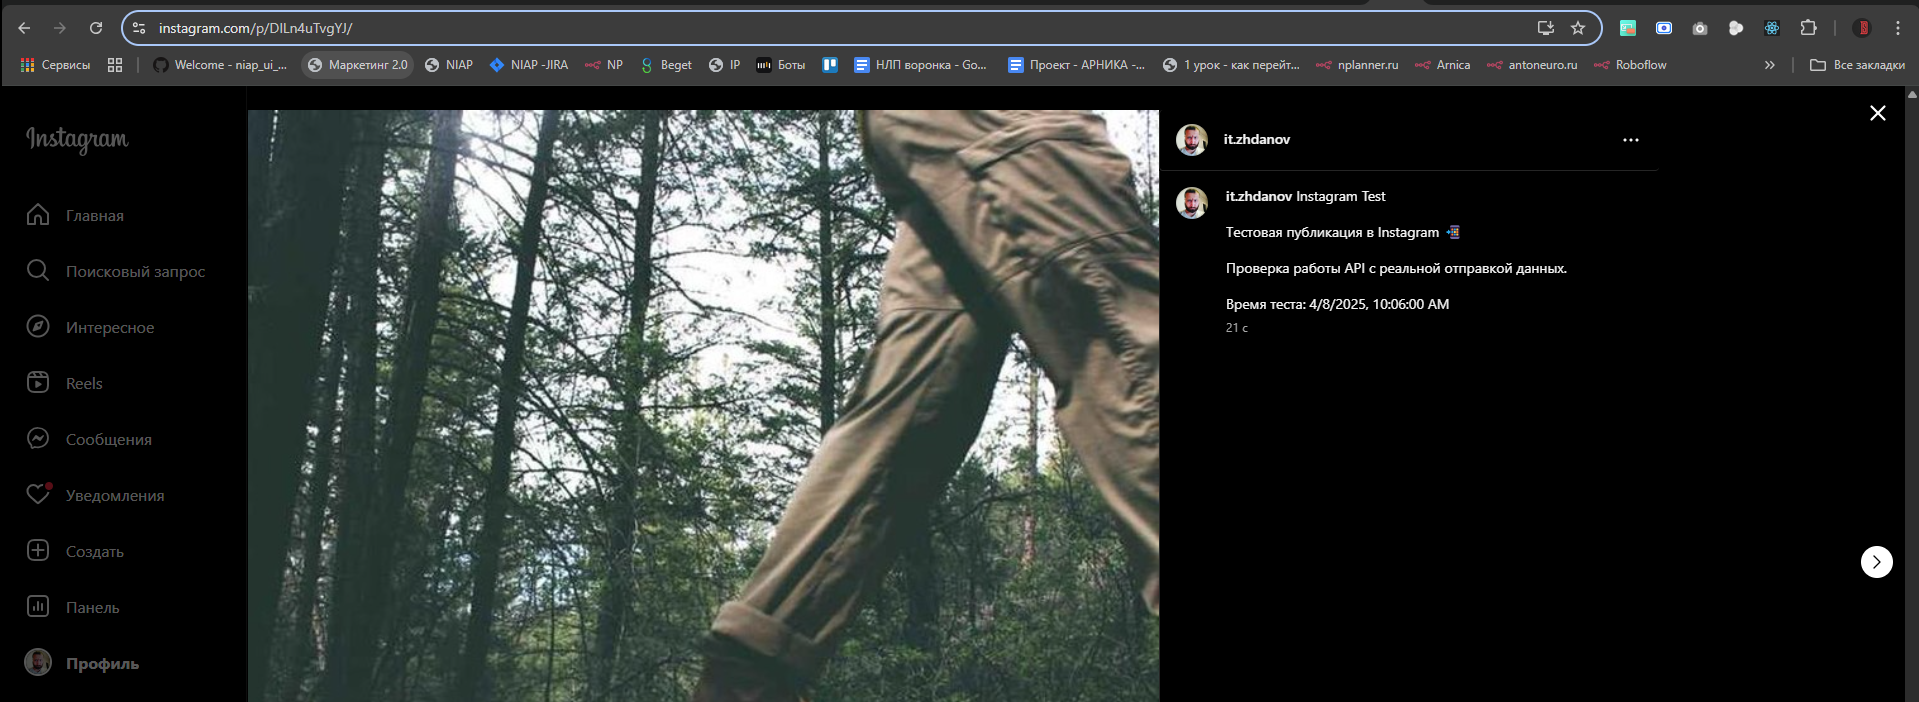 instagram.com/p/DILn4uTvgYJ/
Сервисы
Welcome - niap_ui_...
Маркетинг 2.0
NIAP
NIAP -JIRA
NP
Beget
IP
Боты
НЛП воронка - Go...
Проект - АРНИКА -...
1 урок - как перейт...
nplanner.ru
Arnica
antoneuro.ru
Roboflow
»
Все закладки
Instagram
Главная
Поисковый запрос
Интересное
Reels
Сообщения
Уведомления
Создать
Панель
Профиль
it.zhdanov
it.zhdanov Instagram Test
Тестовая публикация в Instagram 📲
Проверка работы API с реальной отправкой данных.
Время теста: 4/8/2025, 10:06:00 AM
21 с